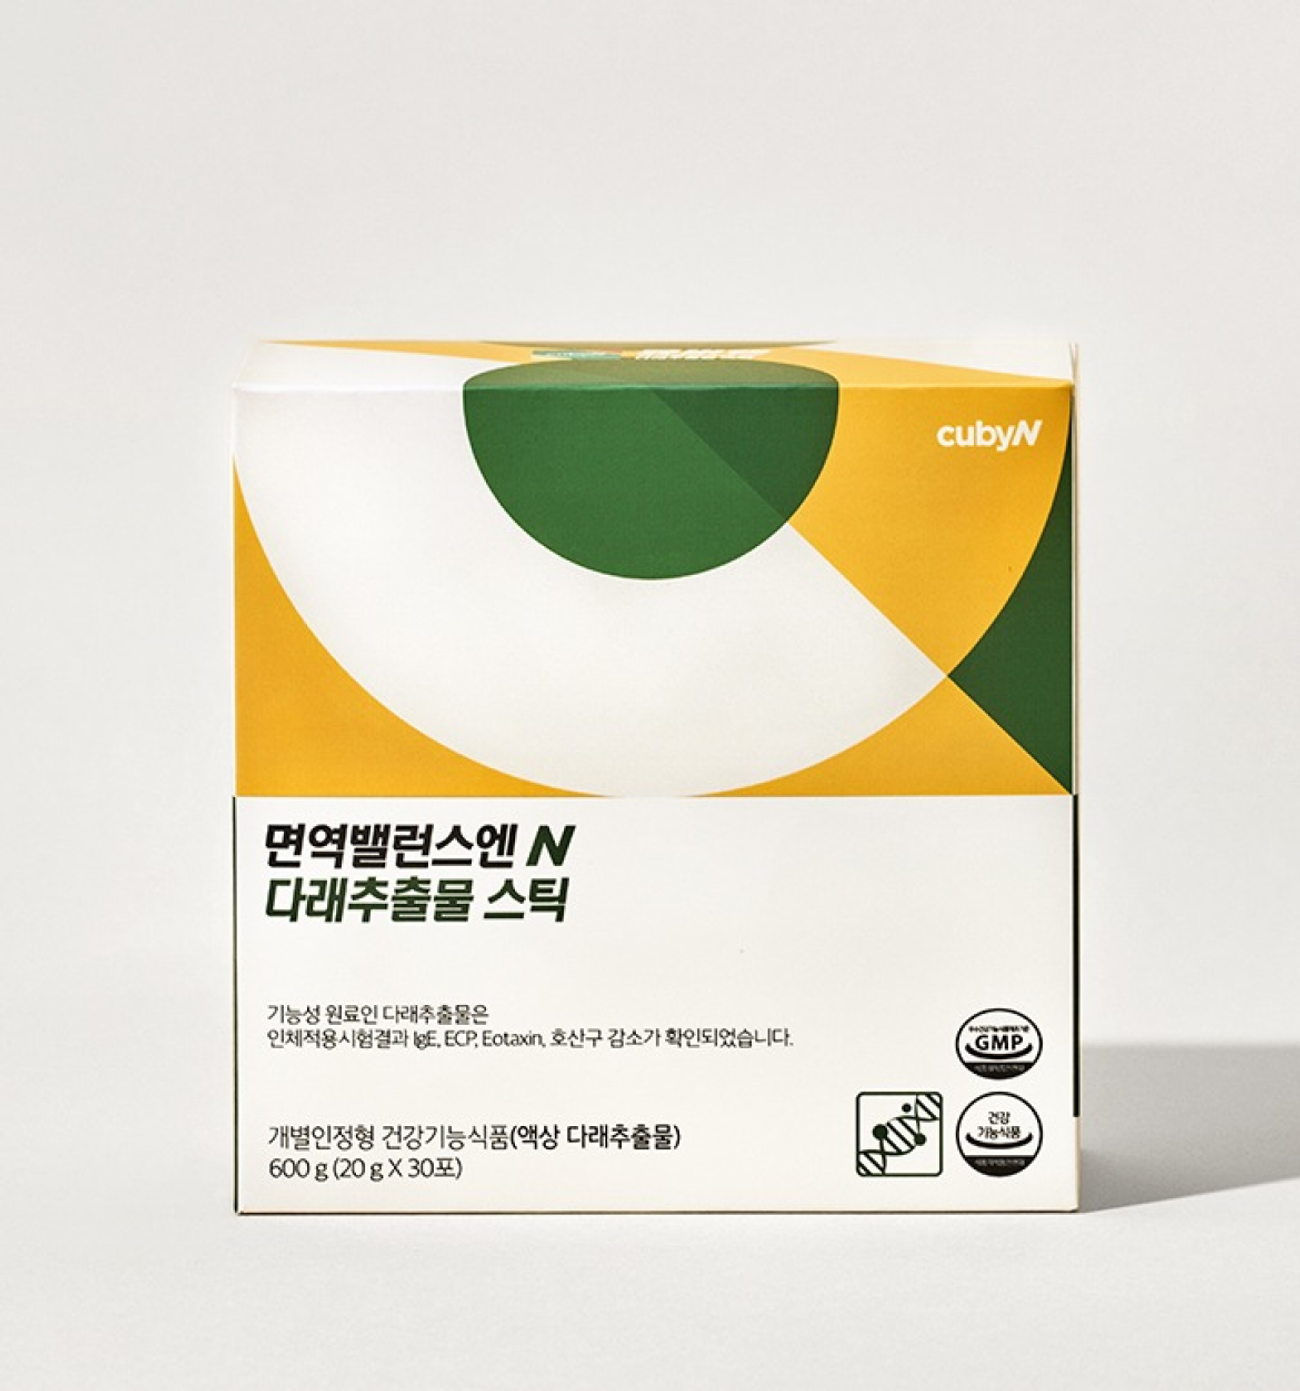 cubyN
면역밸런스엔 N
다래추출물 스틱
기능성 원료인 다래추출물은
인체적용시험결과 IgE, ECP, Eotaxin, 호산구 감소가 확인되었습니다.
GMP
건강
기능식품
개별인정형 건강기능식품(액상 다래추출물)
600 g (20 g X 30포)